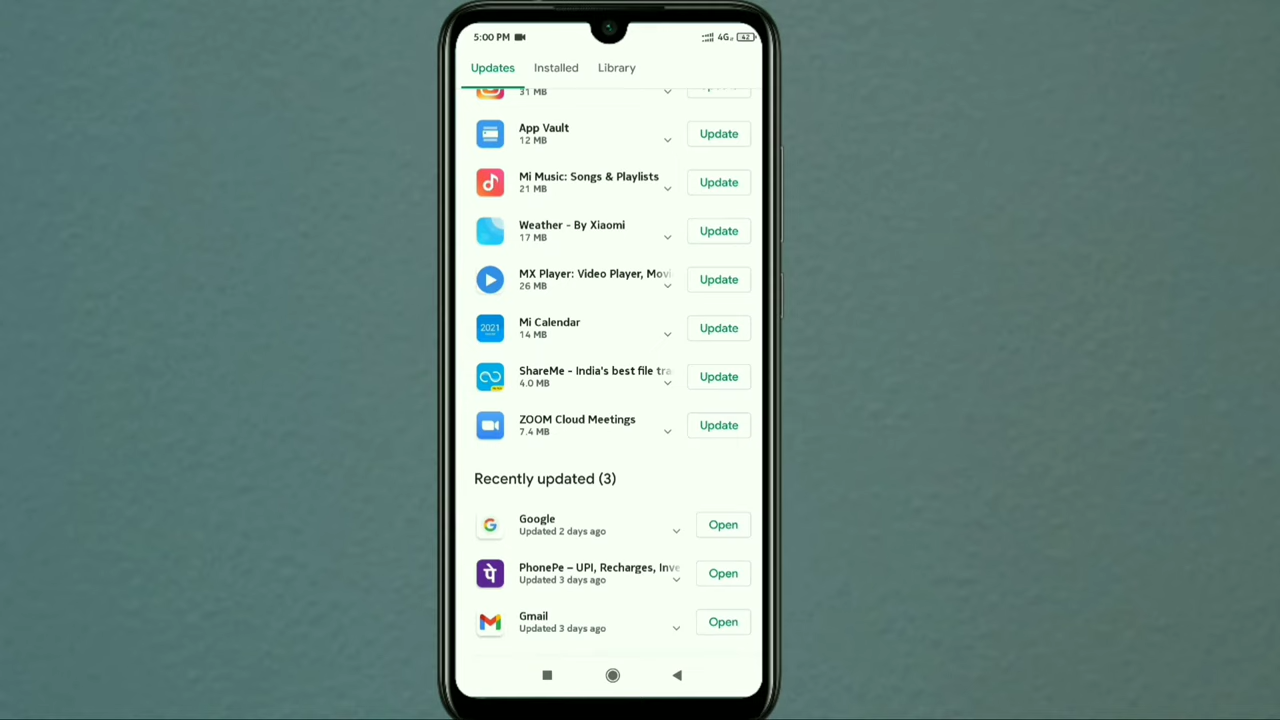 5:00 PM
4G
42
Updates Installed Library
31 MB
App Vault
12 MB
Update
Mi Music: Songs & Playlists
21 MB
Update
Weather - By Xiaomi
17 MB
Update
MX Player: Video Player, Movi
26 MB
Update
2021
Mi Calendar
14 MB
Update
ShareMe - India's best file tra
4.0 MB
Update
ZOOM Cloud Meetings
7.4 MB
Update
Recently updated (3)
Google
Updated 2 days ago
Open
पे
PhonePe – UPI, Recharges, Inve
Updated 3 days ago
Open
Gmail
Updated 3 days ago
Open